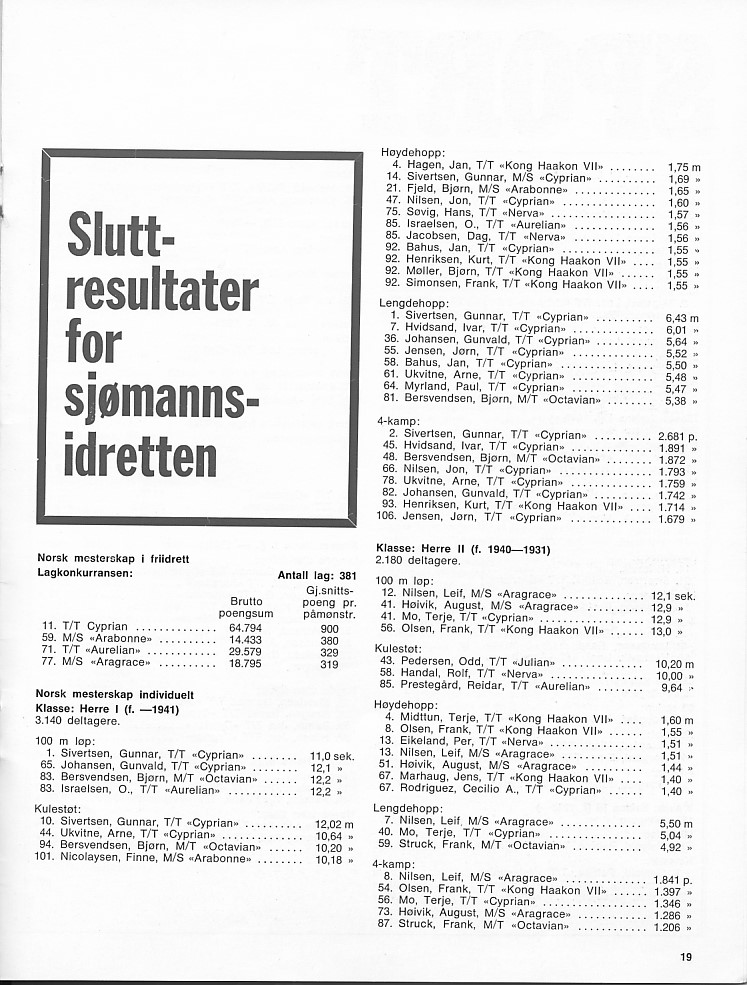 Slutt-
resultater
for
sjømanns-
idretten
Norsk mesterskap i friidrett
Lagkonkurransen: Antall lag: 381
Brutto poengsum Gj.snitts-poeng pr. påmønstr.
11. T/T Cyprian .............. 64.794 900
59. M/S «Arabonne» .......... 14.433 380
71. T/T «Aurelian» ............ 29.579 329
77. M/S «Aragrace» .......... 18.795 319
Norsk mesterskap individuelt
Klasse: Herre I (f. —1941)
3.140 deltagere.
100 m løp:
1. Sivertsen, Gunnar, T/T «Cyprian» ........ 11,0 sek.
65. Johansen, Gunvald, T/T «Cyprian» ........ 12,1 »
83. Bersvendsen, Bjørn, M/T «Octavian» ...... 12,2 »
83. Israelsen, O., T/T «Aurelian» ............ 12,2 »
Kulestøt:
10. Sivertsen, Gunnar, T/T «Cyprian» .......... 12,02 m
44. Ukvitne, Arne, T/T «Cyprian» .............. 10,64 »
94. Bersvendsen, Bjørn, M/T «Octavian» ...... 10,20 »
101. Nicolaysen, Finne, M/S «Arabonne» ........ 10,18 »
Høydehopp:
4. Hagen, Jan, T/T «Kong Haakon VII» ........ 1,75 m
14. Sivertsen, Gunnar, M/S «Cyprian» .......... 1,69 »
21. Fjeld, Bjørn, M/S «Arabonne» .............. 1,65 »
47. Nilsen, Jon, T/T «Cyprian» ................ 1,60 »
75. Søvig, Hans, T/T «Nerva» .................. 1,57 »
85. Israelsen, O., T/T «Aurelian» .............. 1,56 »
85. Jacobsen, Dag, T/T «Nerva» .............. 1,56 »
92. Bahus, Jan, T/T «Cyprian» ................ 1,55 »
92. Henriksen, Kurt, T/T «Kong Haakon VII» .... 1,55 »
92. Møller, Bjørn, T/T «Kong Haakon VII» ...... 1,55 »
92. Simonsen, Frank, T/T «Kong Haakon VII» .... 1,55 »
Lengdehopp:
1. Sivertsen, Gunnar, T/T «Cyprian» .......... 6,43 m
7. Hvidsand, Ivar, T/T «Cyprian» .............. 6,01 »
36. Johansen, Gunvald, T/T «Cyprian» .......... 5,64 »
55. Jensen, Jørn, T/T «Cyprian» .............. 5,52 »
58. Bahus, Jan, T/T «Cyprian» ................ 5,50 »
61. Ukvitne, Arne, T/T «Cyprian» .............. 5,48 »
64. Myrland, Paul, T/T «Cyprian» .............. 5,47 »
81. Bersvendsen, Bjørn, M/T «Octavian» ........ 5,38 »
4-kamp:
2. Sivertsen, Gunnar, T/T «Cyprian» .......... 2.681 p.
45. Hvidsand, Ivar, T/T «Cyprian» .............. 1.891 »
48. Bersvendsen, Bjørn, M/T «Octavian» ........ 1.872 »
66. Nilsen, Jon, T/T «Cyprian» ................ 1.793 »
78. Ukvitne, Arne, T/T «Cyprian» .............. 1.759 »
82. Johansen, Gunvald, T/T «Cyprian» .......... 1.742 »
93. Henriksen, Kurt, T/T «Kong Haakon VII» .... 1.714 »
106. Jensen, Jørn, T/T «Cyprian» .............. 1.679 »
Klasse: Herre II (f. 1940—1931)
2.180 deltagere.
100 m løp:
12. Nilsen, Leif, M/S «Aragrace» .............. 12,1 sek.
41. Høivik, August, M/S «Aragrace» ............ 12,9 »
41. Mo, Terje, T/T «Cyprian» .................. 12,9 »
56. Olsen, Frank, T/T «Kong Haakon VII» ...... 13,0 »
Kulestøt:
43. Pedersen, Odd, T/T «Julian» .............. 10,20 m
58. Handal, Rolf, T/T «Nerva» ................ 10,00 »
85. Prestegård, Reidar, T/T «Aurelian» ........ 9,64 »
Høydehopp:
4. Midttun, Terje, T/T «Kong Haakon VII» .... 1,60 m
8. Olsen, Frank, T/T «Kong Haakon VII» ...... 1,55 »
13. Eikeland, Per, T/T «Nerva» ................ 1,51 »
13. Nilsen, Leif, M/S «Aragrace» .............. 1,51 »
51. Høivik, August, M/S «Aragrace» ............ 1,44 »
67. Marhaug, Jens, T/T «Kong Haakon VII» .... 1,40 »
67. Rodriguez, Cecilio A., T/T «Cyprian» ...... 1,40 »
Lengdehopp:
7. Nilsen, Leif, M/S «Aragrace» .............. 5,50 m
40. Mo, Terje, T/T «Cyprian» .................. 5,04 »
59. Struck, Frank, M/T «Octavian» ............ 4,92 »
4-kamp:
8. Nilsen, Leif, M/S «Aragrace» .............. 1.841 p.
54. Olsen, Frank, T/T «Kong Haakon VII» ...... 1.397 »
56. Mo, Terje, T/T «Cyprian» .................. 1.346 »
73. Høivik, August, M/S «Aragrace» ............ 1.286 »
87. Struck, Frank, M/T «Octavian» ............ 1.206 »
19